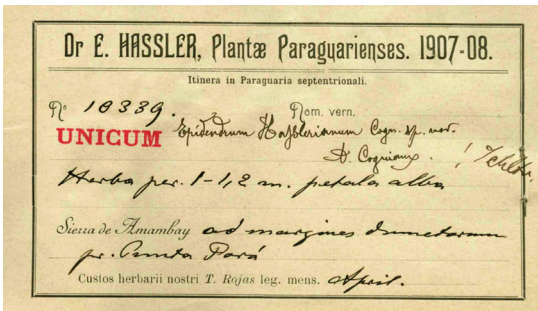 Dr E. HASSLER, Plantæ Paraguarienses. 1907-08.
Itinera in Paraguaria septentrionali.
No 10339. Nom. vern.
UNICUM Epidendrum Hasslerianum Cogn. sp. nov.
A. Cogniaux. ! Schltr.
Herba per. 1-1,2 m. petala alba
Sierra de Amambay ad margines dumetorum
pr. Punta Porá
Custos herbarii nostri T. Rojas leg. mens. April.